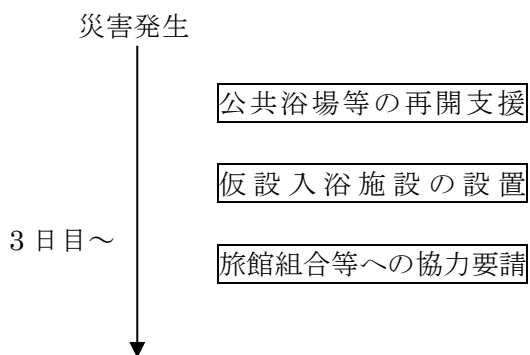 災害発生
公共浴場等の再開支援
仮設入浴施設の設置
3日目～
旅館組合等への協力要請